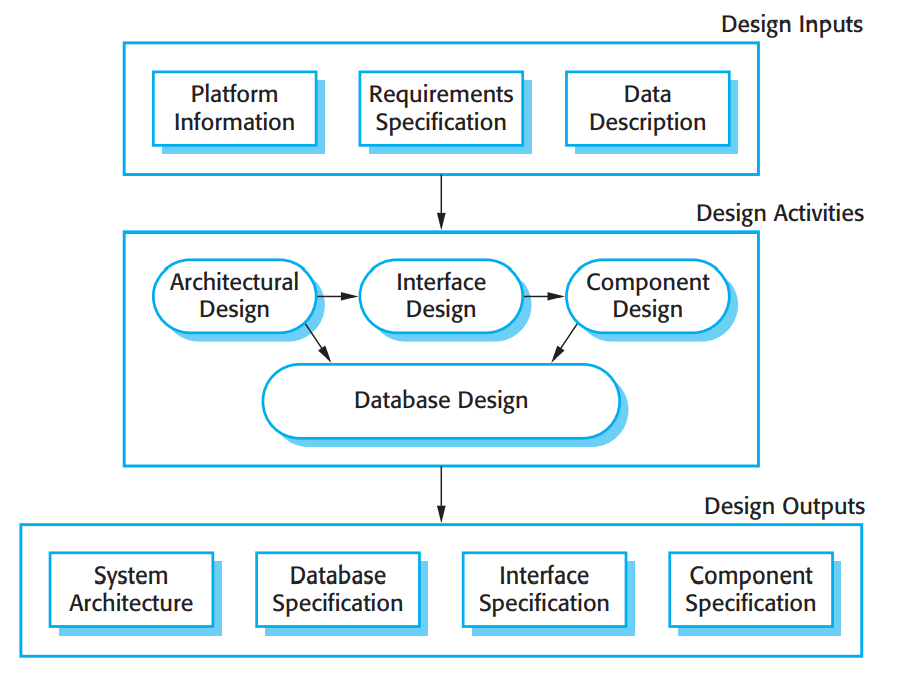 Design Inputs
Platform
Information
Requirements
Specification
Data
Description
Design Activities
Architectural
Design
Interface
Design
Component
Design
Database Design
Design Outputs
System
Architecture
Database
Specification
Interface
Specification
Component
Specification